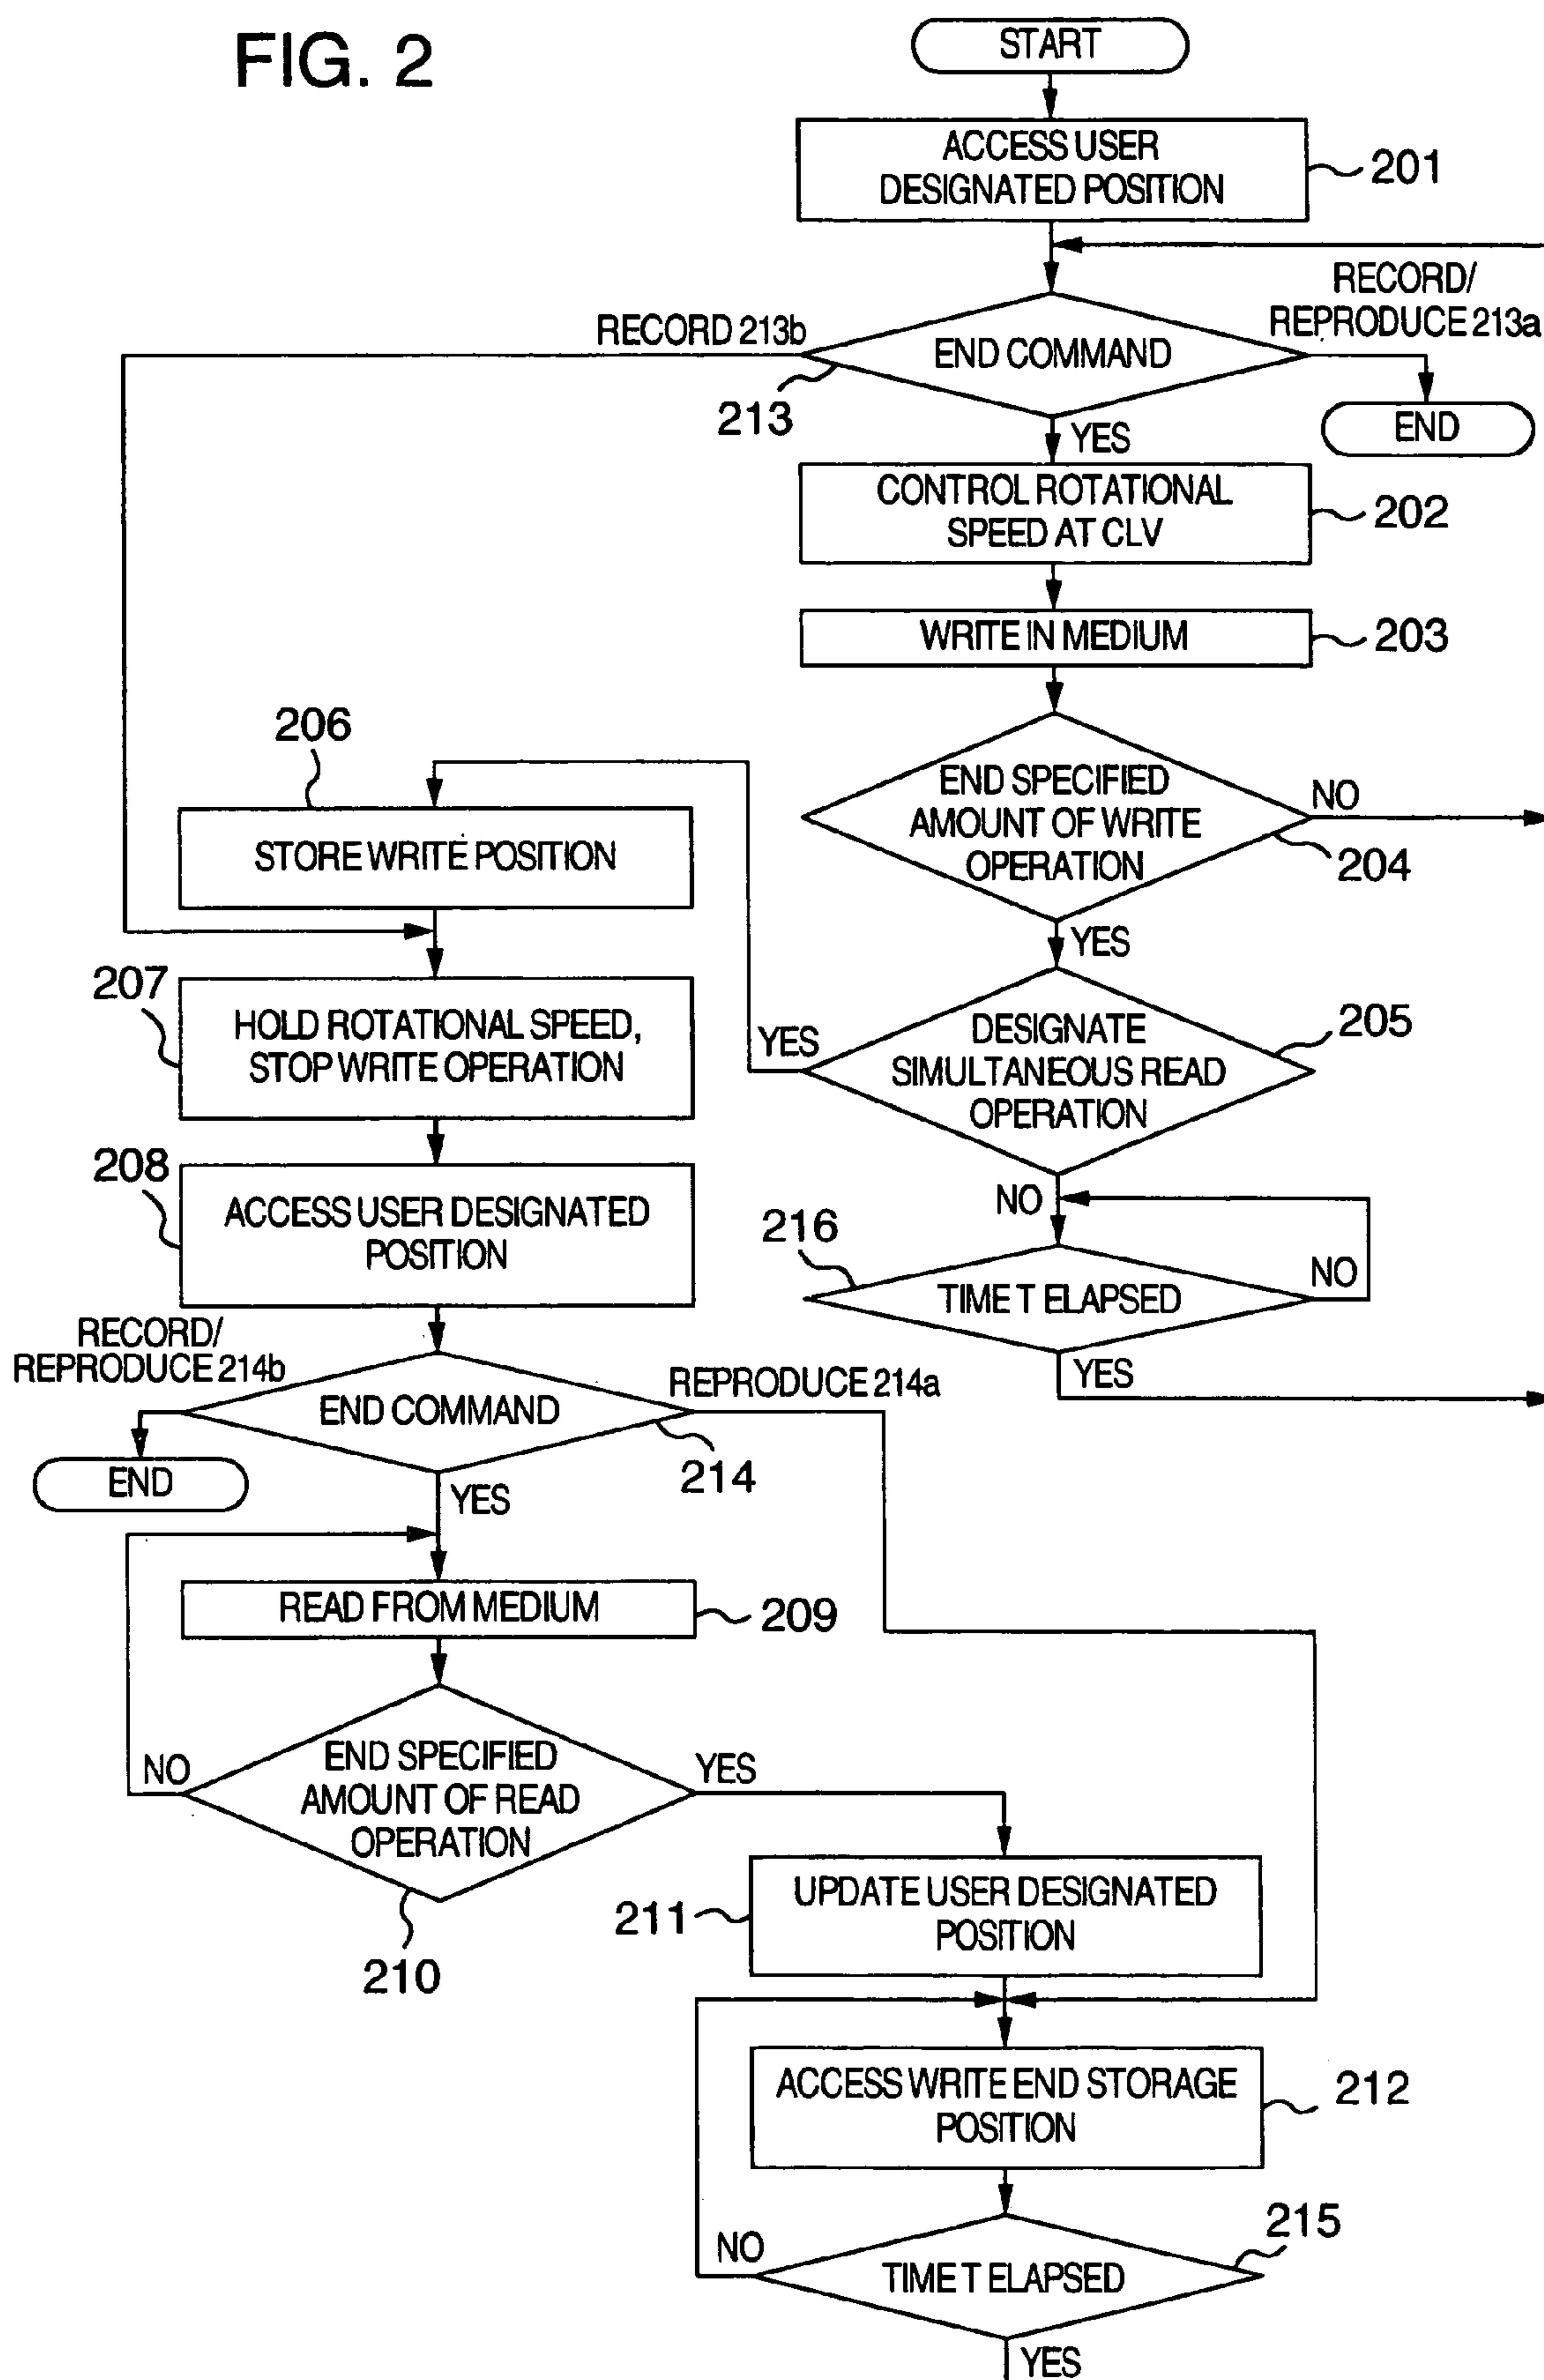 FIG. 2
START
ACCESS USER
DESIGNATED POSITION
201
RECORD/
REPRODUCE 213a
RECORD 213b
END COMMAND
213
END
YES
CONTROL ROTATIONAL
SPEED AT CLV
202
WRITE IN MEDIUM
203
206
END SPECIFIED
AMOUNT OF WRITE
OPERATION
NO
204
STORE WRITE POSITION
YES
207
HOLD ROTATIONAL SPEED,
STOP WRITE OPERATION
YES
DESIGNATE
SIMULTANEOUS READ
OPERATION
205
208
ACCESS USER DESIGNATED
POSITION
NO
216
TIME T ELAPSED
NO
YES
RECORD/
REPRODUCE 214b
REPRODUCE 214a
END COMMAND
214
END
YES
READ FROM MEDIUM
209
NO
END SPECIFIED
AMOUNT OF READ
OPERATION
YES
210
211
UPDATE USER DESIGNATED
POSITION
ACCESS WRITE END STORAGE
POSITION
212
215
NO
TIME T ELAPSED
YES